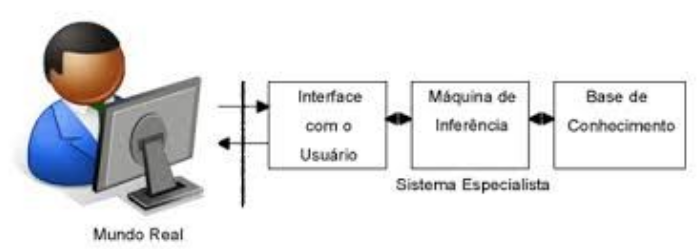 Interface
com o
Usuário
Máquina de
Inferência
Base de
Conhecimento
Sistema Especialista
Mundo Real